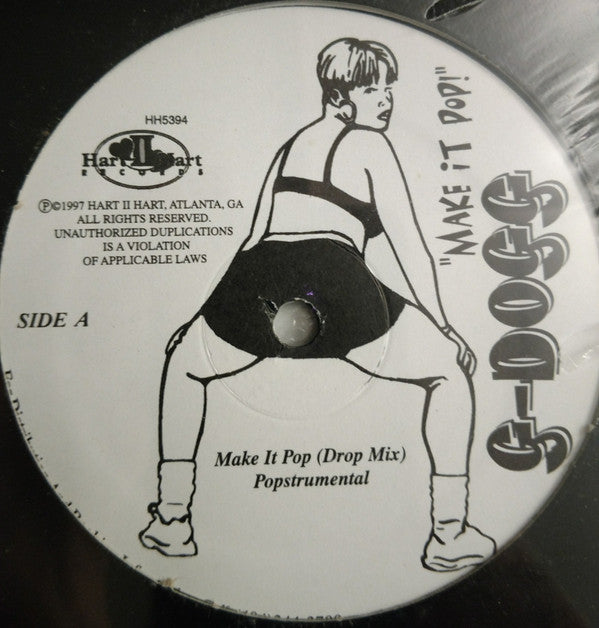 HH5394
Hart II Hart
RECORDS
Ⓟ©1997 HART II HART, ATLANTA, GA
ALL RIGHTS RESERVED.
UNAUTHORIZED DUPLICATIONS
IS A VIOLATION
OF APPLICABLE LAWS
SIDE A
"MAKE iT POP!"
G-DOGG
Make It Pop (Drop Mix)
Popstrumental